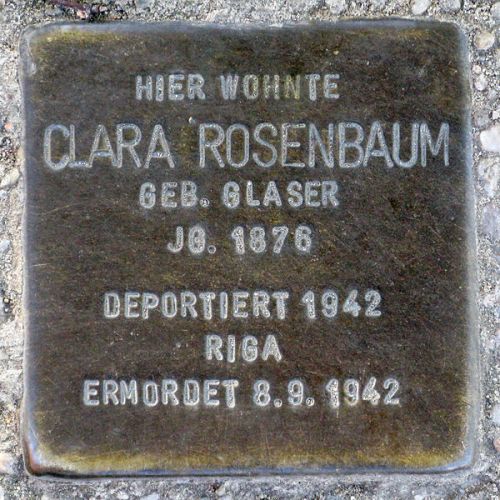 HIER WOHNTE
CLARA ROSENBAUM
GEB. GLASER
JG. 1876
DEPORTIERT 1942
RIGA
ERMORDET 8.9.1942